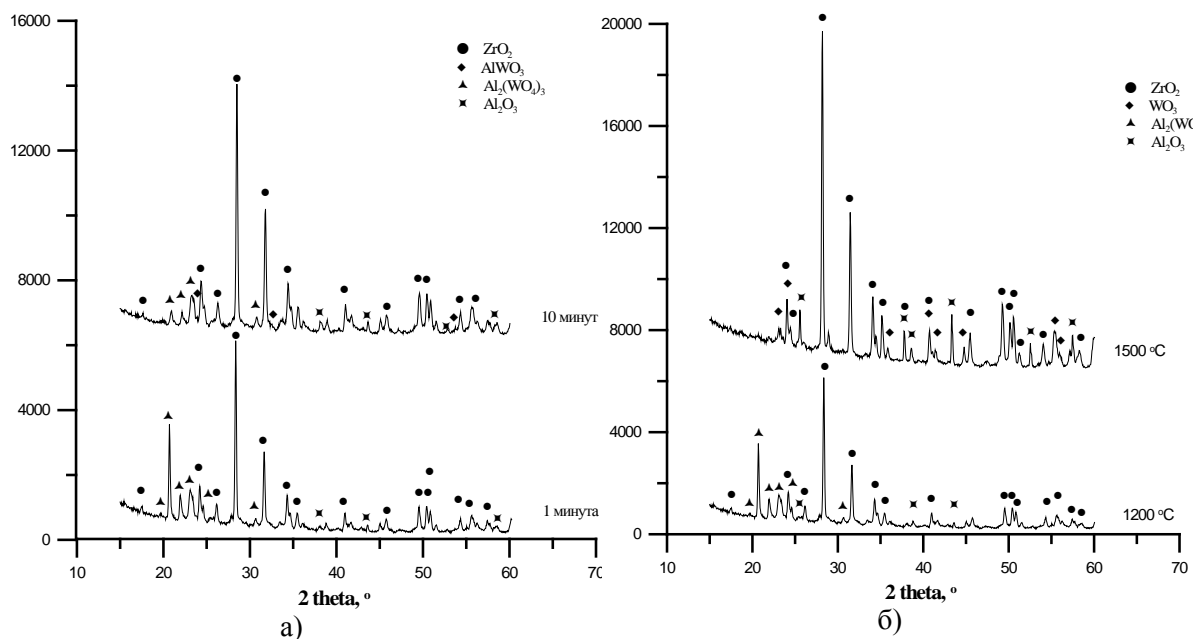 16000
12000
8000
4000
0
10 20 30 40 50 60 70
ZrO₂
AlWO₃
Al₂(WO₄)₃
Al₂O₃
10 минут
1 минута
2 theta, °
а)
20000
16000
12000
8000
4000
0
10 20 30 40 50 60 70
ZrO₂
WO₃
Al₂(WO
Al₂O₃
1500 °C
1200 °C
2 theta, °
б)